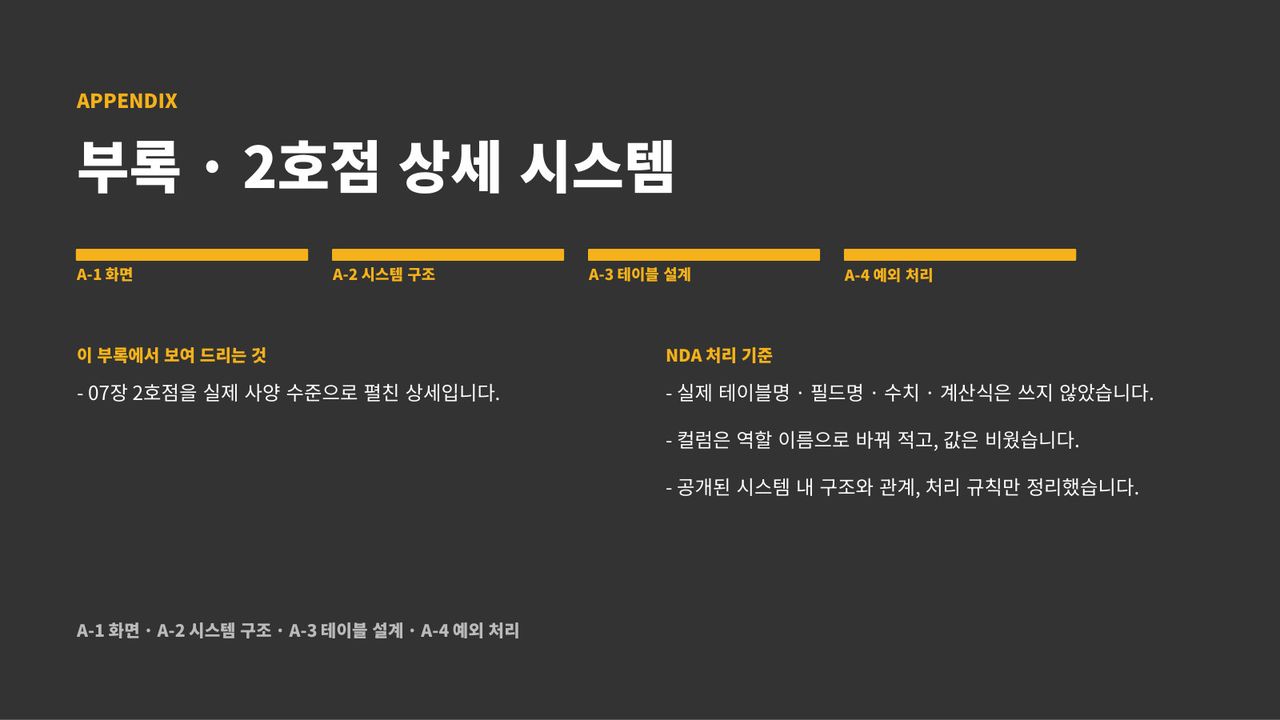 APPENDIX
부록 · 2호점 상세 시스템
A-1 화면
A-2 시스템 구조
A-3 테이블 설계
A-4 예외 처리
이 부록에서 보여 드리는 것
- 07장 2호점을 실제 사양 수준으로 펼친 상세입니다.
NDA 처리 기준
- 실제 테이블명 · 필드명 · 수치 · 계산식은 쓰지 않았습니다.
- 컬럼은 역할 이름으로 바꿔 적고, 값은 비웠습니다.
- 공개된 시스템 내 구조와 관계, 처리 규칙만 정리했습니다.
A-1 화면 · A-2 시스템 구조 · A-3 테이블 설계 · A-4 예외 처리